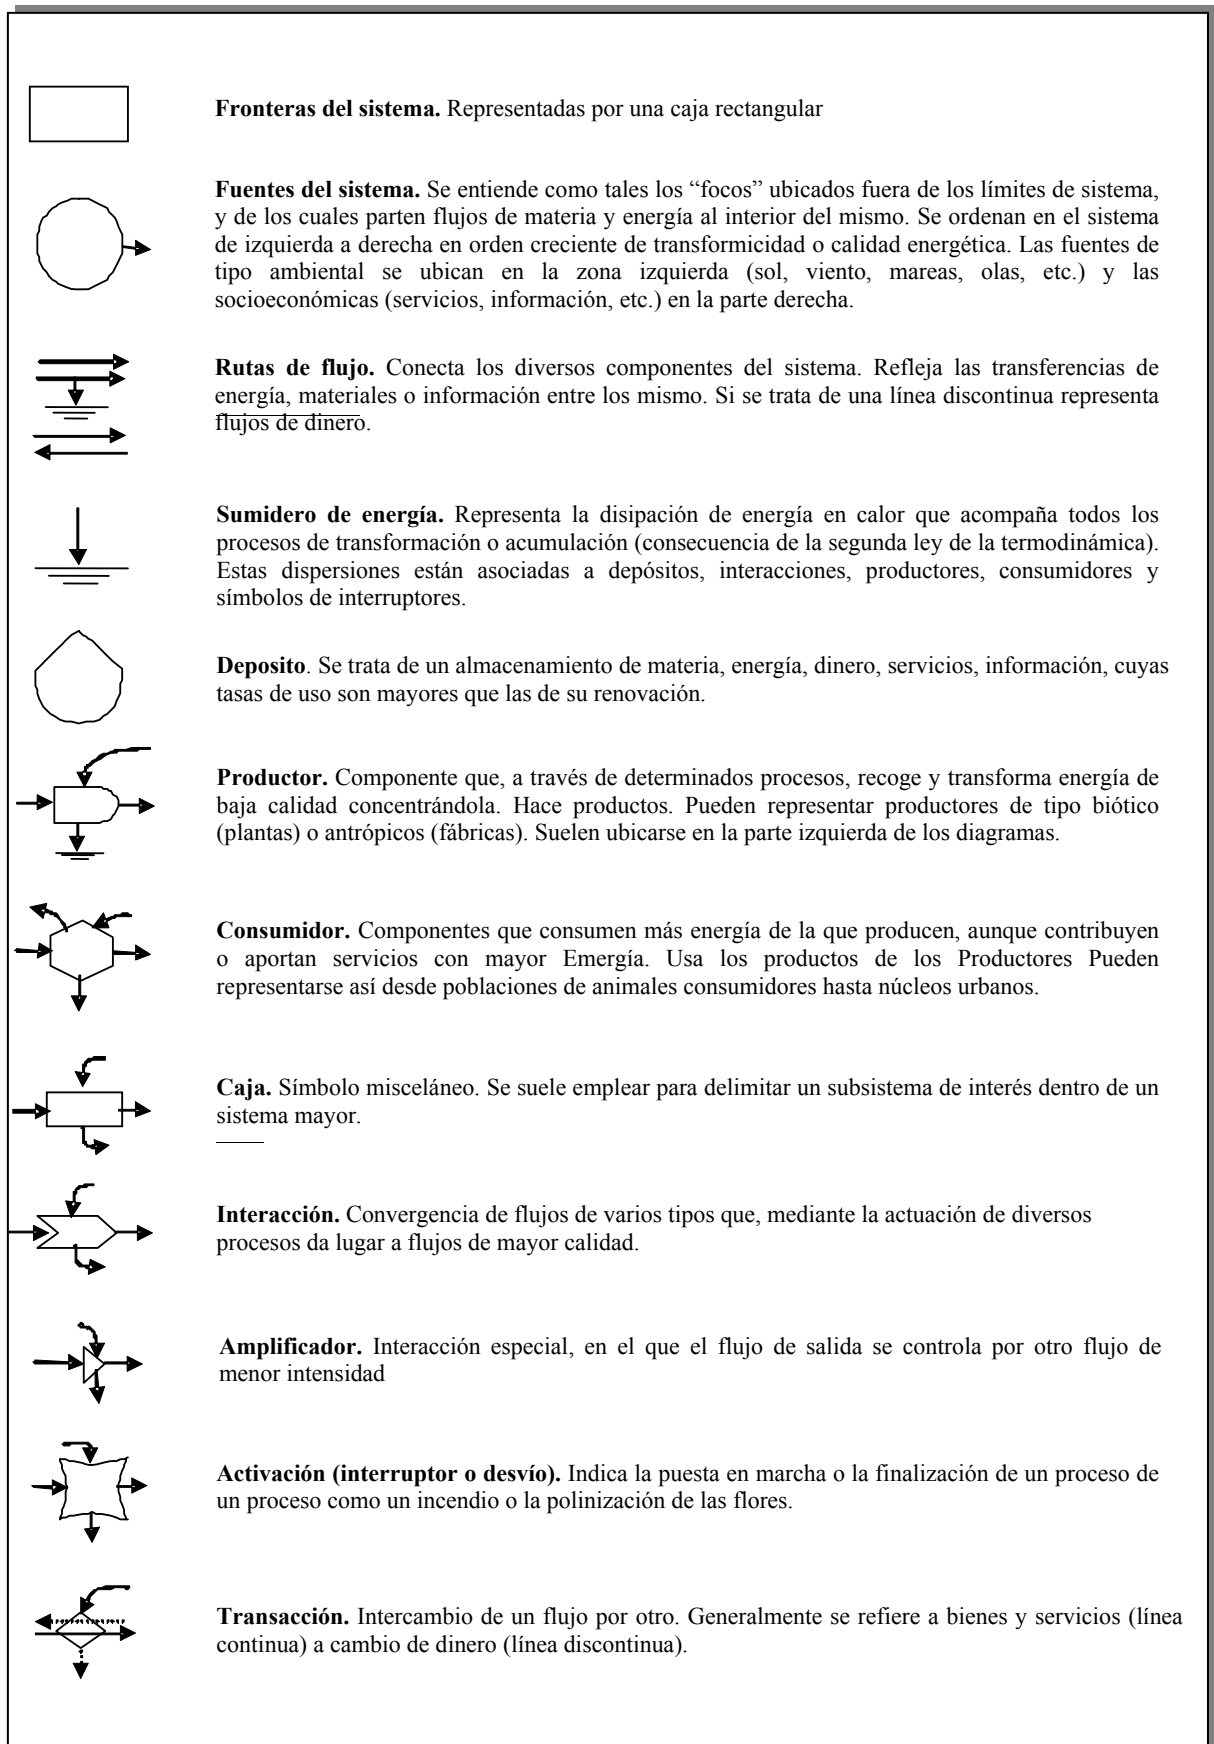 Fronteras del sistema. Representadas por una caja rectangular
Fuentes del sistema. Se entiende como tales los “focos” ubicados fuera de los límites de sistema,
y de los cuales parten flujos de materia y energía al interior del mismo. Se ordenan en el sistema
de izquierda a derecha en orden creciente de transformicidad o calidad energética. Las fuentes de
tipo ambiental se ubican en la zona izquierda (sol, viento, mareas, olas, etc.) y las
socioeconómicas (servicios, información, etc.) en la parte derecha.
Rutas de flujo. Conecta los diversos componentes del sistema. Refleja las transferencias de
energía, materiales o información entre los mismo. Si se trata de una línea discontinua representa
flujos de dinero.
Sumidero de energía. Representa la disipación de energía en calor que acompaña todos los
procesos de transformación o acumulación (consecuencia de la segunda ley de la termodinámica).
Estas dispersiones están asociadas a depósitos, interacciones, productores, consumidores y
símbolos de interruptores.
Deposito. Se trata de un almacenamiento de materia, energía, dinero, servicios, información, cuyas
tasas de uso son mayores que las de su renovación.
Productor. Componente que, a través de determinados procesos, recoge y transforma energía de
baja calidad concentrándola. Hace productos. Pueden representar productores de tipo biótico
(plantas) o antrópicos (fábricas). Suelen ubicarse en la parte izquierda de los diagramas.
Consumidor. Componentes que consumen más energía de la que producen, aunque contribuyen
o aportan servicios con mayor Emergía. Usa los productos de los Productores Pueden
representarse así desde poblaciones de animales consumidores hasta núcleos urbanos.
Caja. Símbolo misceláneo. Se suele emplear para delimitar un subsistema de interés dentro de un
sistema mayor.
Interacción. Convergencia de flujos de varios tipos que, mediante la actuación de diversos
procesos da lugar a flujos de mayor calidad.
Amplificador. Interacción especial, en el que el flujo de salida se controla por otro flujo de
menor intensidad
Activación (interruptor o desvío). Indica la puesta en marcha o la finalización de un proceso de
un proceso como un incendio o la polinización de las flores.
Transacción. Intercambio de un flujo por otro. Generalmente se refiere a bienes y servicios (línea
continua) a cambio de dinero (línea discontinua).